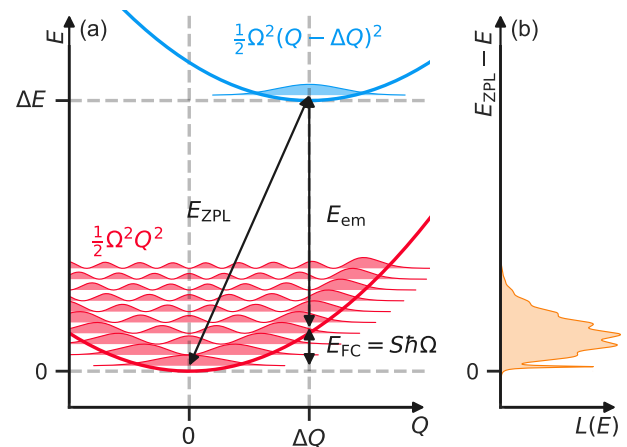 E
(a)
½Ω²(Q − ΔQ)²
ΔE
E_ZPL
E_em
½Ω²Q²
E_FC = SℏΩ
0
0
ΔQ
Q
(b)
E_ZPL − E
0
L(E)